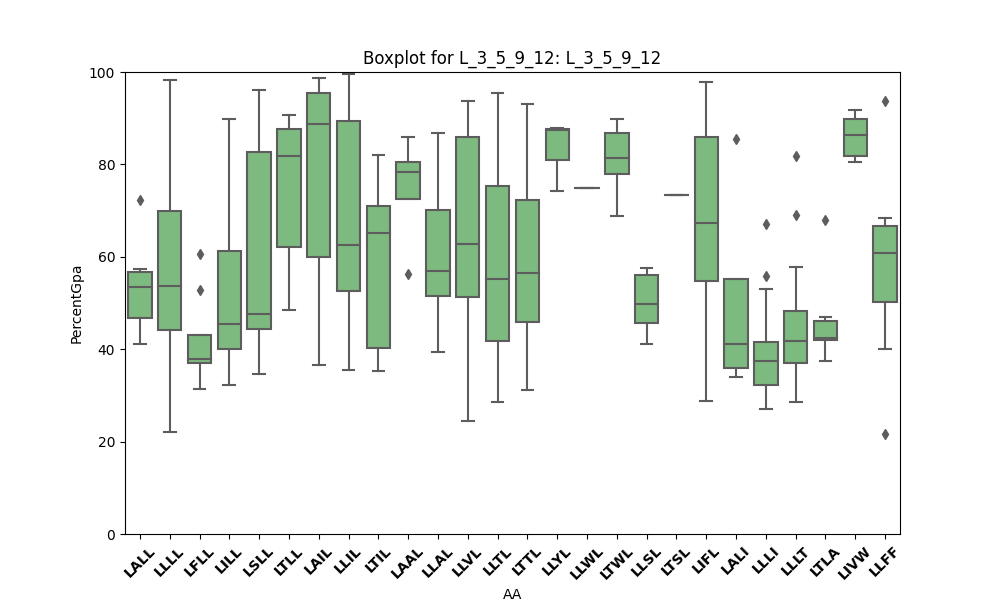 Boxplot for L_3_5_9_12: L_3_5_9_12
100
80
60
40
20
0
PercentGpa
LALL LLLL LFLL LILL LSLL LTLL LAIL LLIL LTIL LAAL LLAL LLVL LLTL LTTL LLYL LLWL LTWL LLSL LTSL LIFL LALI LLLI LLLT LTLA LIVW LLFF
AA